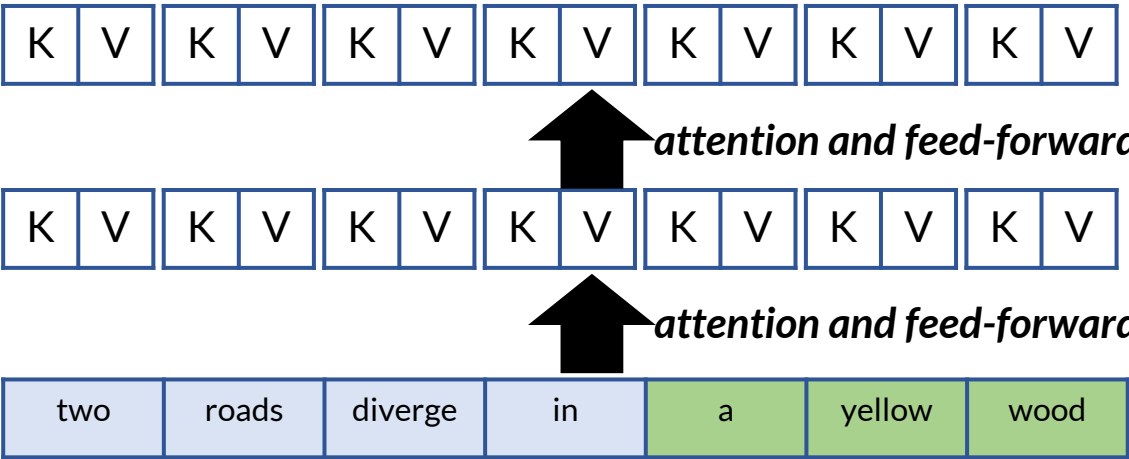 K V K V K V K V K V K V K V
attention and feed-forward
K V K V K V K V K V K V K V
attention and feed-forward
two roads diverge in a yellow wood